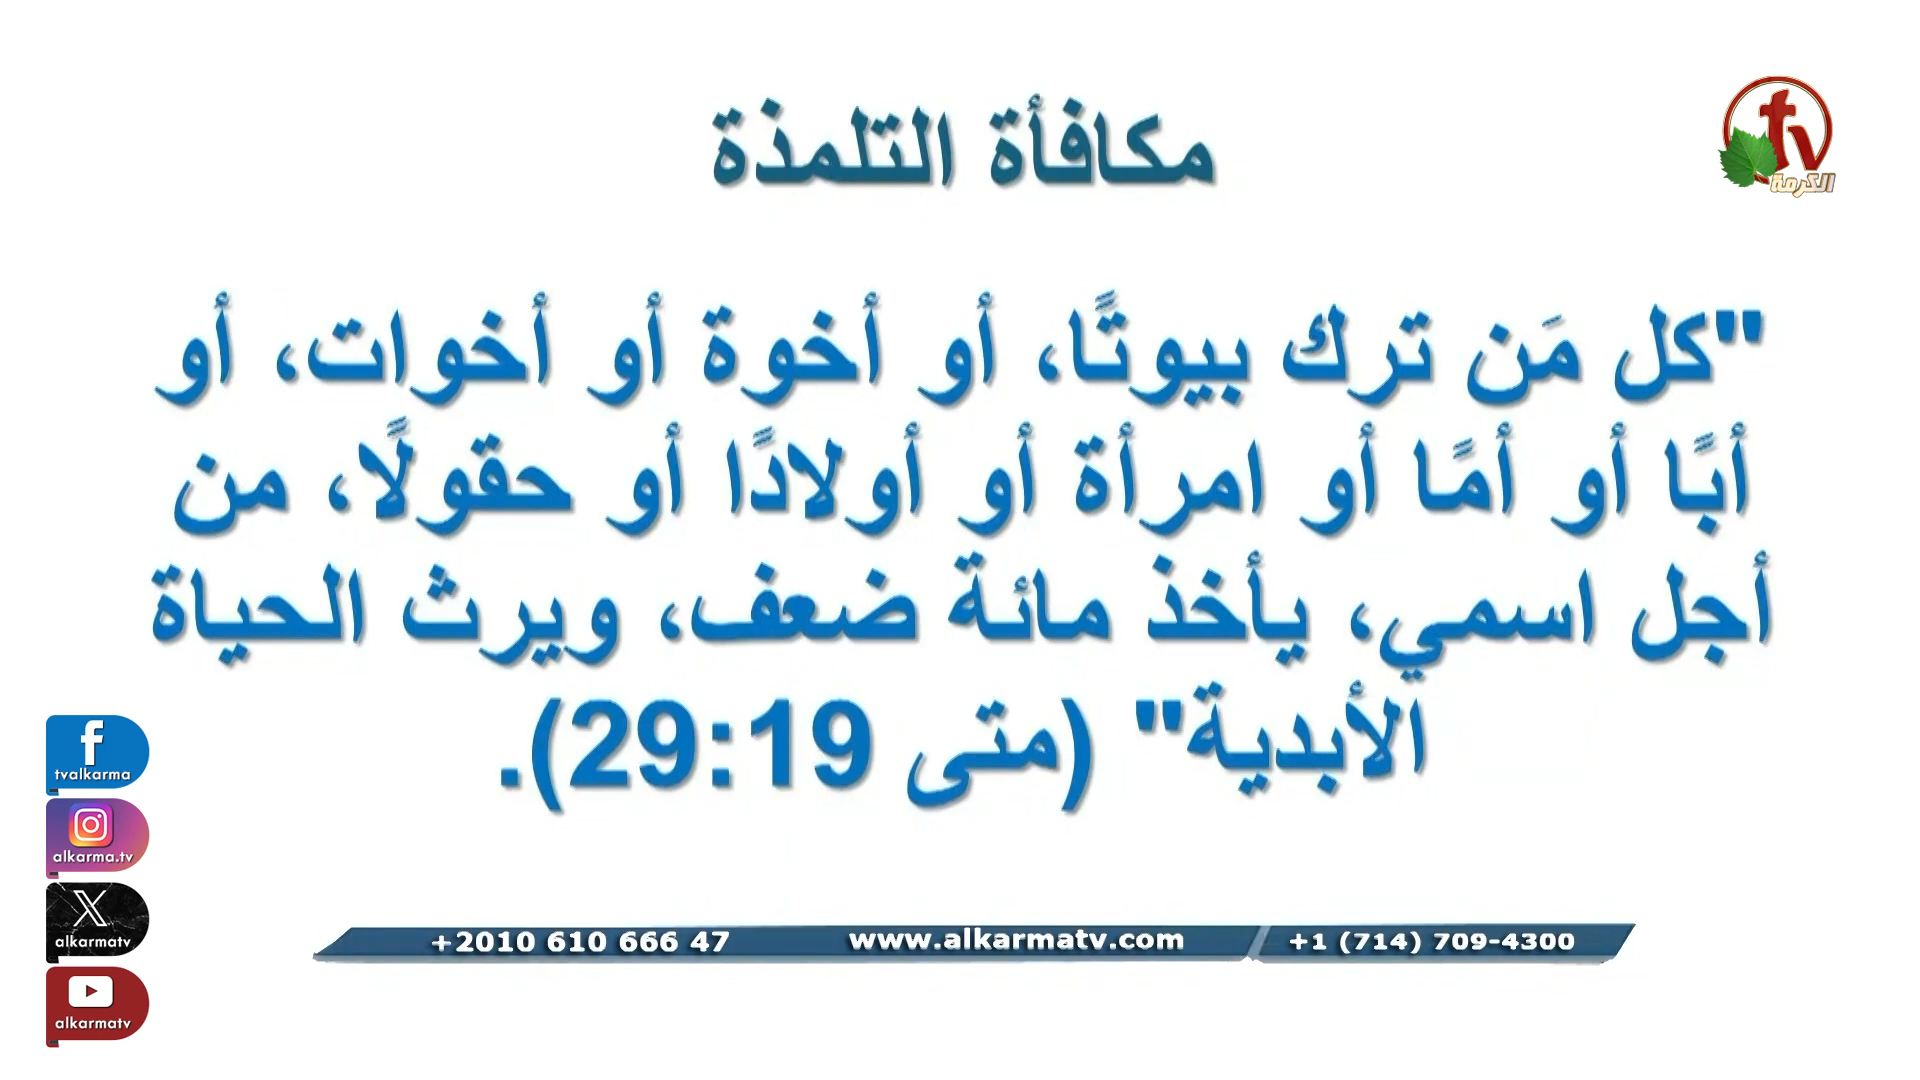 مكافأة التلمذة
tv
الكرمة
"كل مَن ترك بيوتًا، أو أخوة أو أخوات، أو
أبًا أو أمًا أو امرأة أو أولادًا أو حقولًا، من
أجل اسمي، يأخذ مائة ضعف، ويرث الحياة
الأبدية" (متى 29:19).
f
tvalkarma
alkarma.tv
X
alkarmatv
alkarmatv
+2010 610 666 47 www.alkarmatv.com +1 (714) 709-4300